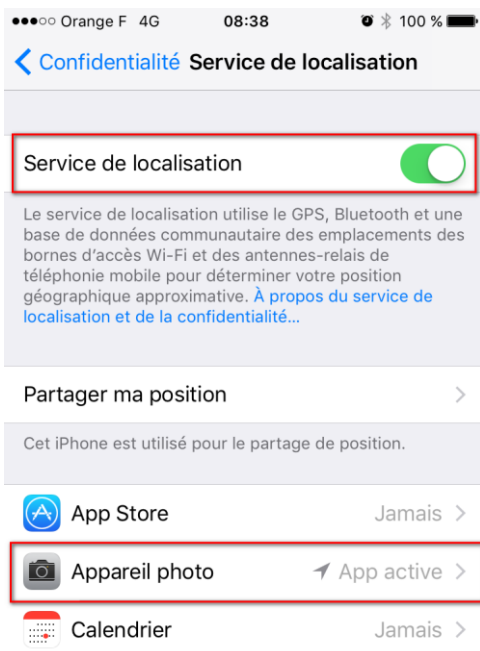 ●●●○○ Orange F 4G 08:38 100 %
Confidentialité Service de localisation
Service de localisation
Le service de localisation utilise le GPS, Bluetooth et une
base de données communautaire des emplacements des
bornes d’accès Wi-Fi et des antennes-relais de
téléphonie mobile pour déterminer votre position
géographique approximative. À propos du service de
localisation et de la confidentialité...
Partager ma position
Cet iPhone est utilisé pour le partage de position.
App Store Jamais
Appareil photo App active
Calendrier Jamais